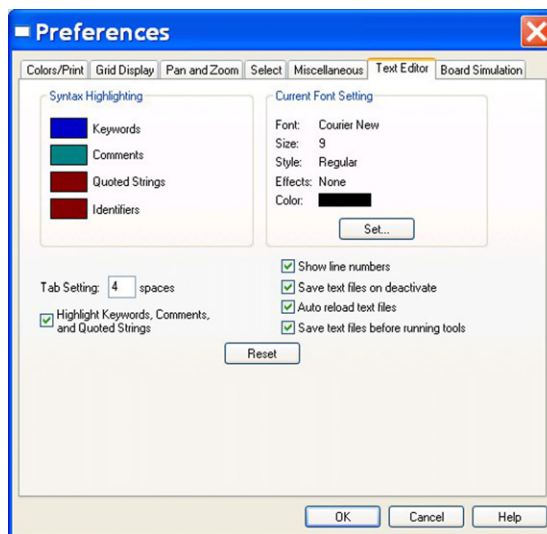 Preferences
Colors/Print Grid Display Pan and Zoom Select Miscellaneous Text Editor Board Simulation
Syntax Highlighting
Keywords
Comments
Quoted Strings
Identifiers
Current Font Setting
Font: Courier New
Size: 9
Style: Regular
Effects: None
Color:
Set...
Tab Setting: 4 spaces
Highlight Keywords, Comments,
and Quoted Strings
Show line numbers
Save text files on deactivate
Auto reload text files
Save text files before running tools
Reset
OK Cancel Help